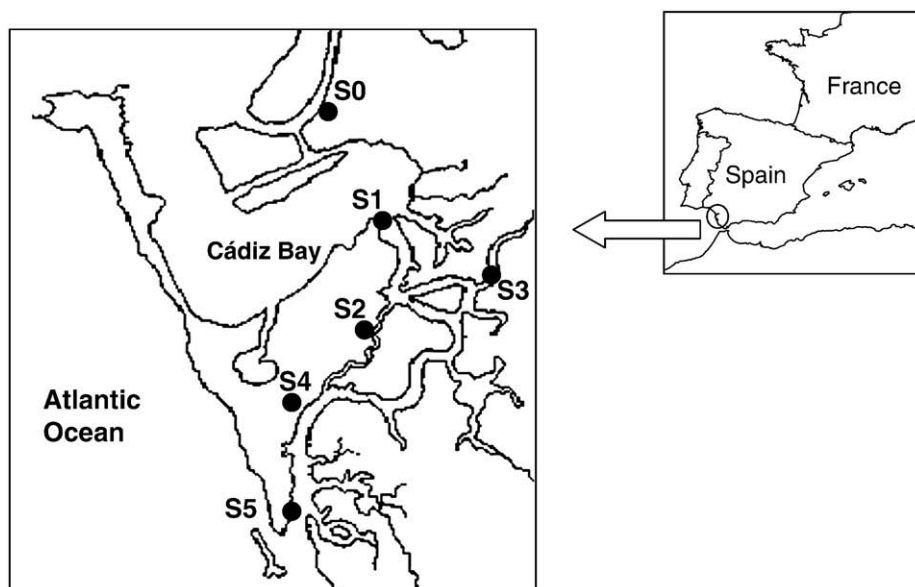 S0
S1
Cádiz Bay
S3
S2
S4
Atlantic
Ocean
S5
France
Spain